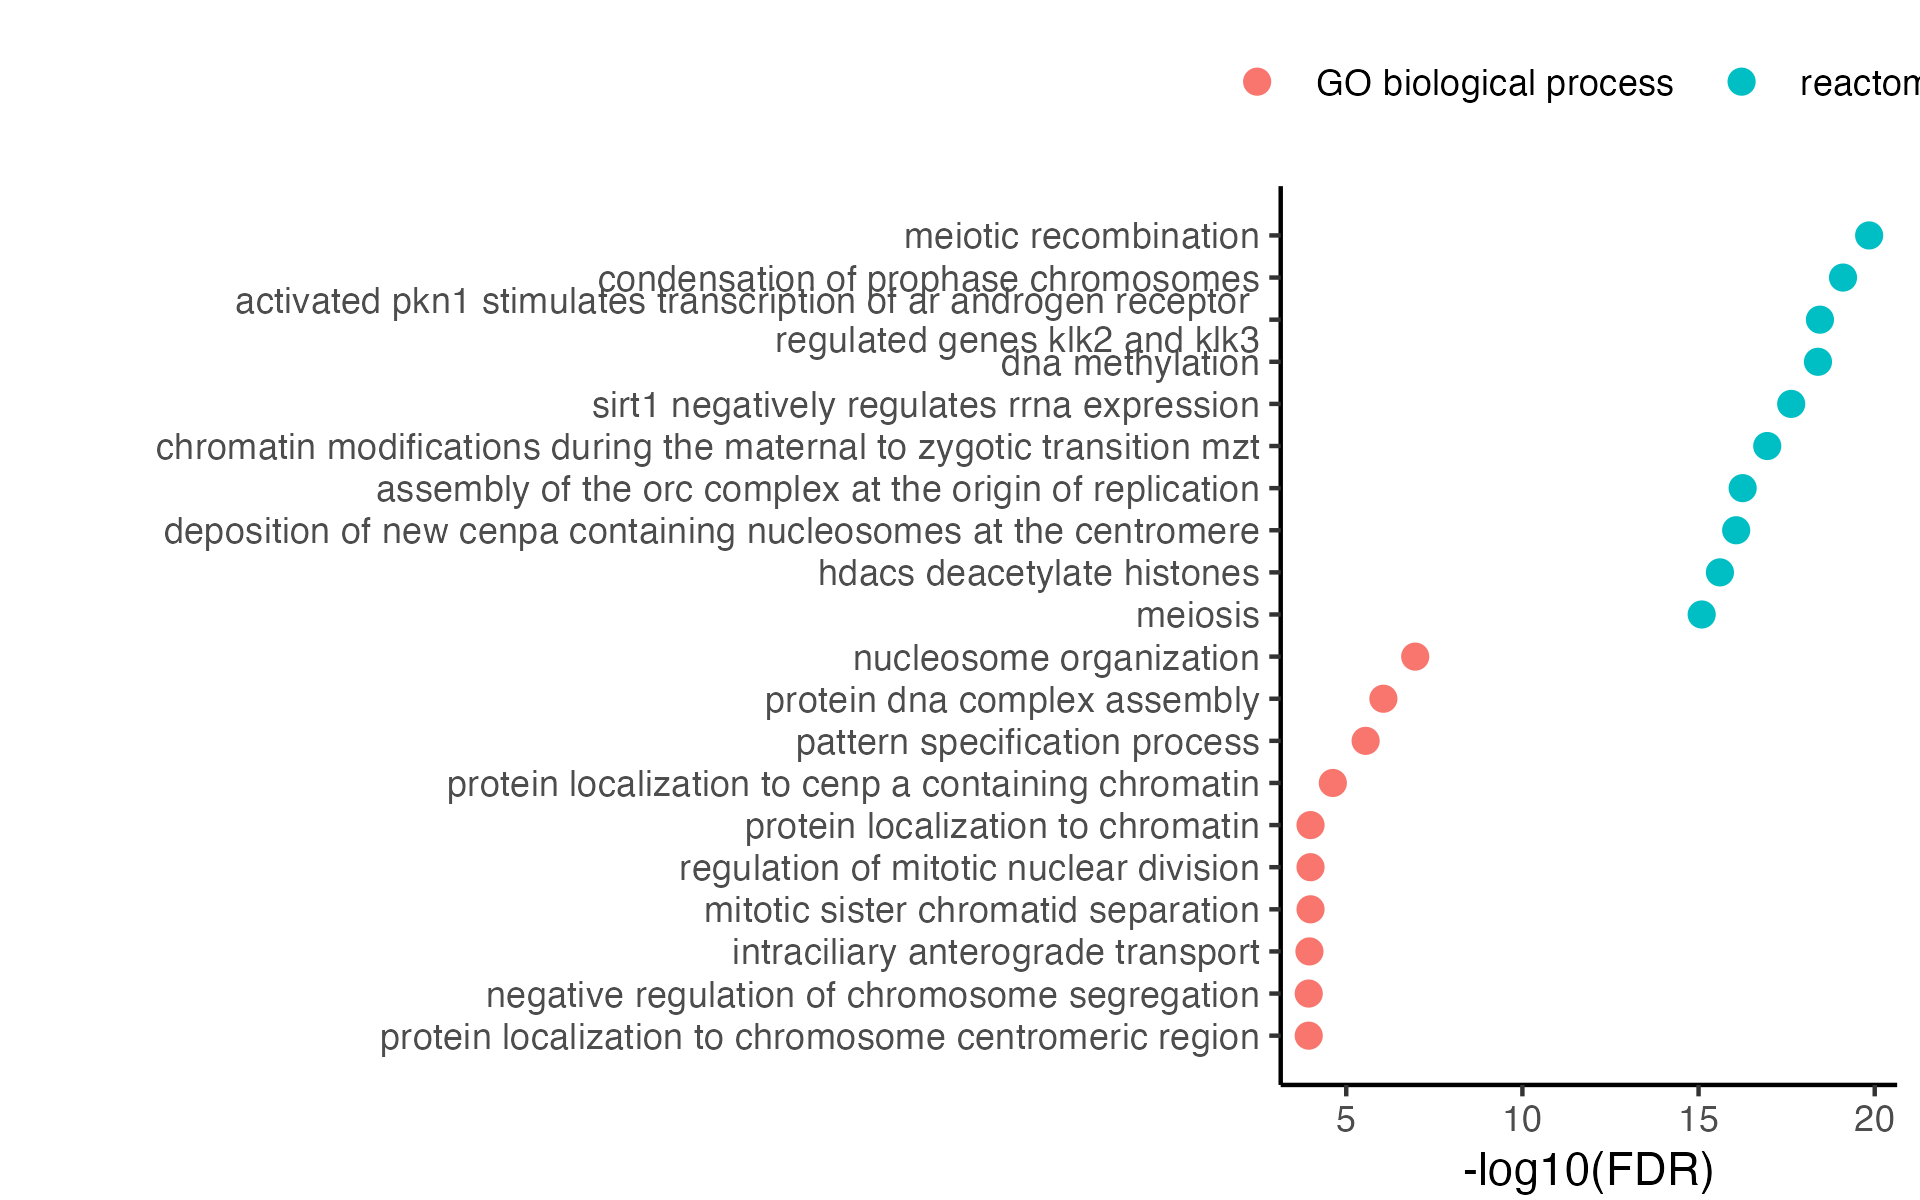 GO biological process
reactom
meiotic recombination
condensation of prophase chromosomes
activated pkn1 stimulates transcription of ar androgen receptor
regulated genes klk2 and klk3
dna methylation
sirt1 negatively regulates rrna expression
chromatin modifications during the maternal to zygotic transition mzt
assembly of the orc complex at the origin of replication
deposition of new cenpa containing nucleosomes at the centromere
hdacs deacetylate histones
meiosis
nucleosome organization
protein dna complex assembly
pattern specification process
protein localization to cenp a containing chromatin
protein localization to chromatin
regulation of mitotic nuclear division
mitotic sister chromatid separation
intraciliary anterograde transport
negative regulation of chromosome segregation
protein localization to chromosome centromeric region
5 10 15 20
-log10(FDR)